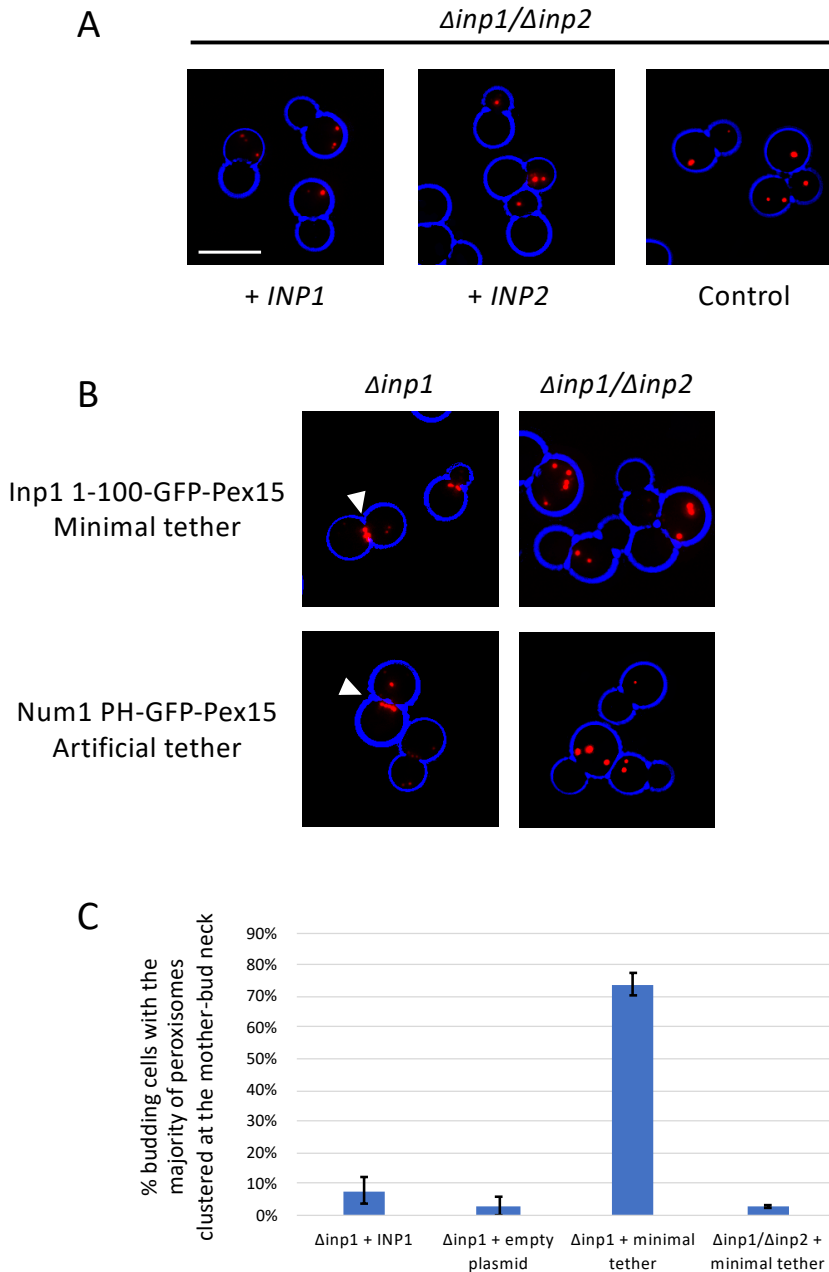 A
Δinp1/Δinp2
+ INP1
+ INP2
Control
B
Δinp1
Δinp1/Δinp2
Inp1 1-100-GFP-Pex15
Minimal tether
Num1 PH-GFP-Pex15
Artificial tether
C
% budding cells with the
majority of peroxisomes
clustered at the mother-bud neck
90%
80%
70%
60%
50%
40%
30%
20%
10%
0%
Δinp1 + INP1
Δinp1 + empty
plasmid
Δinp1 + minimal
tether
Δinp1/Δinp2 +
minimal tether